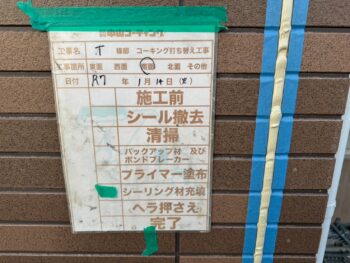 中山コーキング
工事名 T 様邸 コーキング打ち替え工事
工事箇所 東面 西面 南面 北面 その他
日付 R7 年 1月 14日(火)
施工前
シール撤去
清掃
バックアップ材 及び
ボンドブレーカー
プライマー塗布
シーリング材充填
ヘラ押さえ
完了